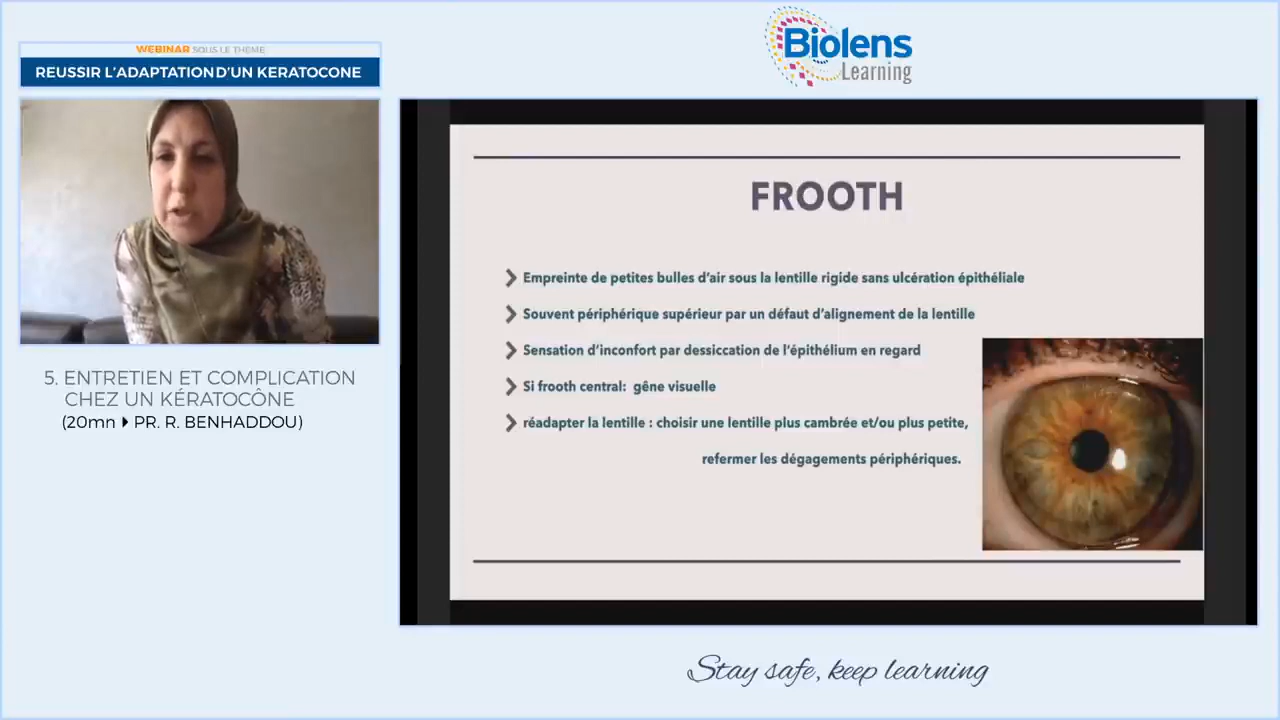 WEBINAR SOUS LE THÈME
REUSSIR L'ADAPTATION D'UN KERATOCONE
Biolens
Learning
5. ENTRETIEN ET COMPLICATION
CHEZ UN KÉRATOCÔNE
(20mn PR. R. BENHADDOU)
FROOTH
Empreinte de petites bulles d'air sous la lentille rigide sans ulcération épithéliale
Souvent périphérique supérieur par un défaut d'alignement de la lentille
Sensation d'inconfort par dessiccation de l'épithélium en regard
Si frooth central: gêne visuelle
réadapter la lentille : choisir une lentille plus cambrée et/ou plus petite,
refermer les dégagements périphériques.
Stay safe, keep learning